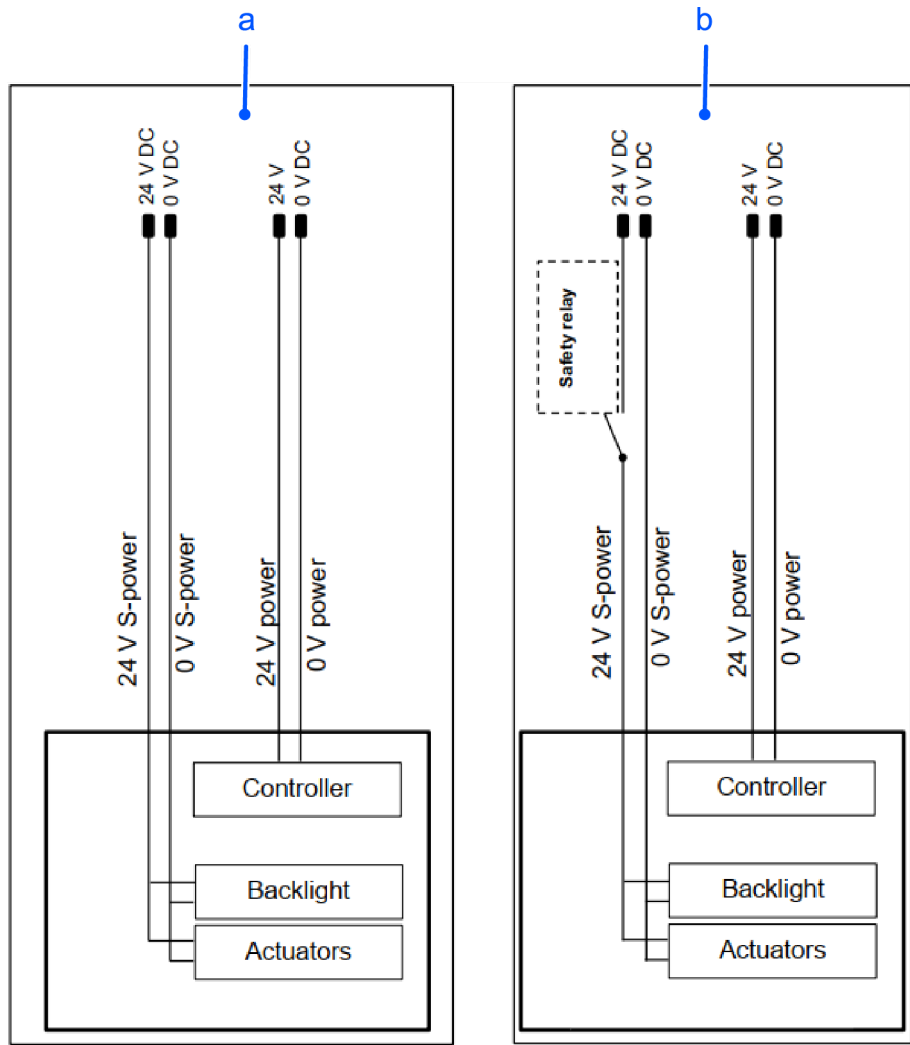 a
24 V DC
0 V DC
24 V
0 V DC
24 V S-power
0 V S-power
24 V power
0 V power
Controller
Backlight
Actuators
b
24 V DC
0 V DC
24 V
0 V DC
Safety relay
24 V S-power
0 V S-power
24 V power
0 V power
Controller
Backlight
Actuators